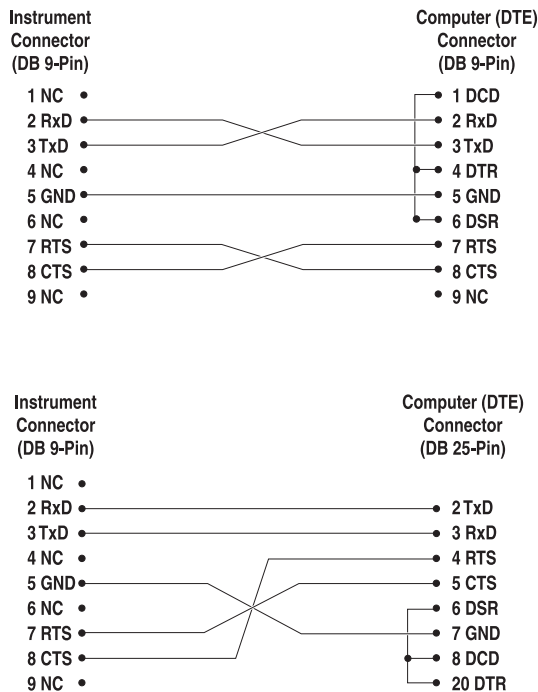 Instrument
Connector
(DB 9-Pin)
Computer (DTE)
Connector
(DB 9-Pin)
1 NC
1 DCD
2 RxD
2 RxD
3 TxD
3 TxD
4 NC
4 DTR
5 GND
5 GND
6 NC
6 DSR
7 RTS
7 RTS
8 CTS
8 CTS
9 NC
9 NC
Instrument
Connector
(DB 9-Pin)
Computer (DTE)
Connector
(DB 25-Pin)
1 NC
2 RxD
2 TxD
3 TxD
3 RxD
4 NC
4 RTS
5 GND
5 CTS
6 NC
6 DSR
7 RTS
7 GND
8 CTS
8 DCD
9 NC
20 DTR